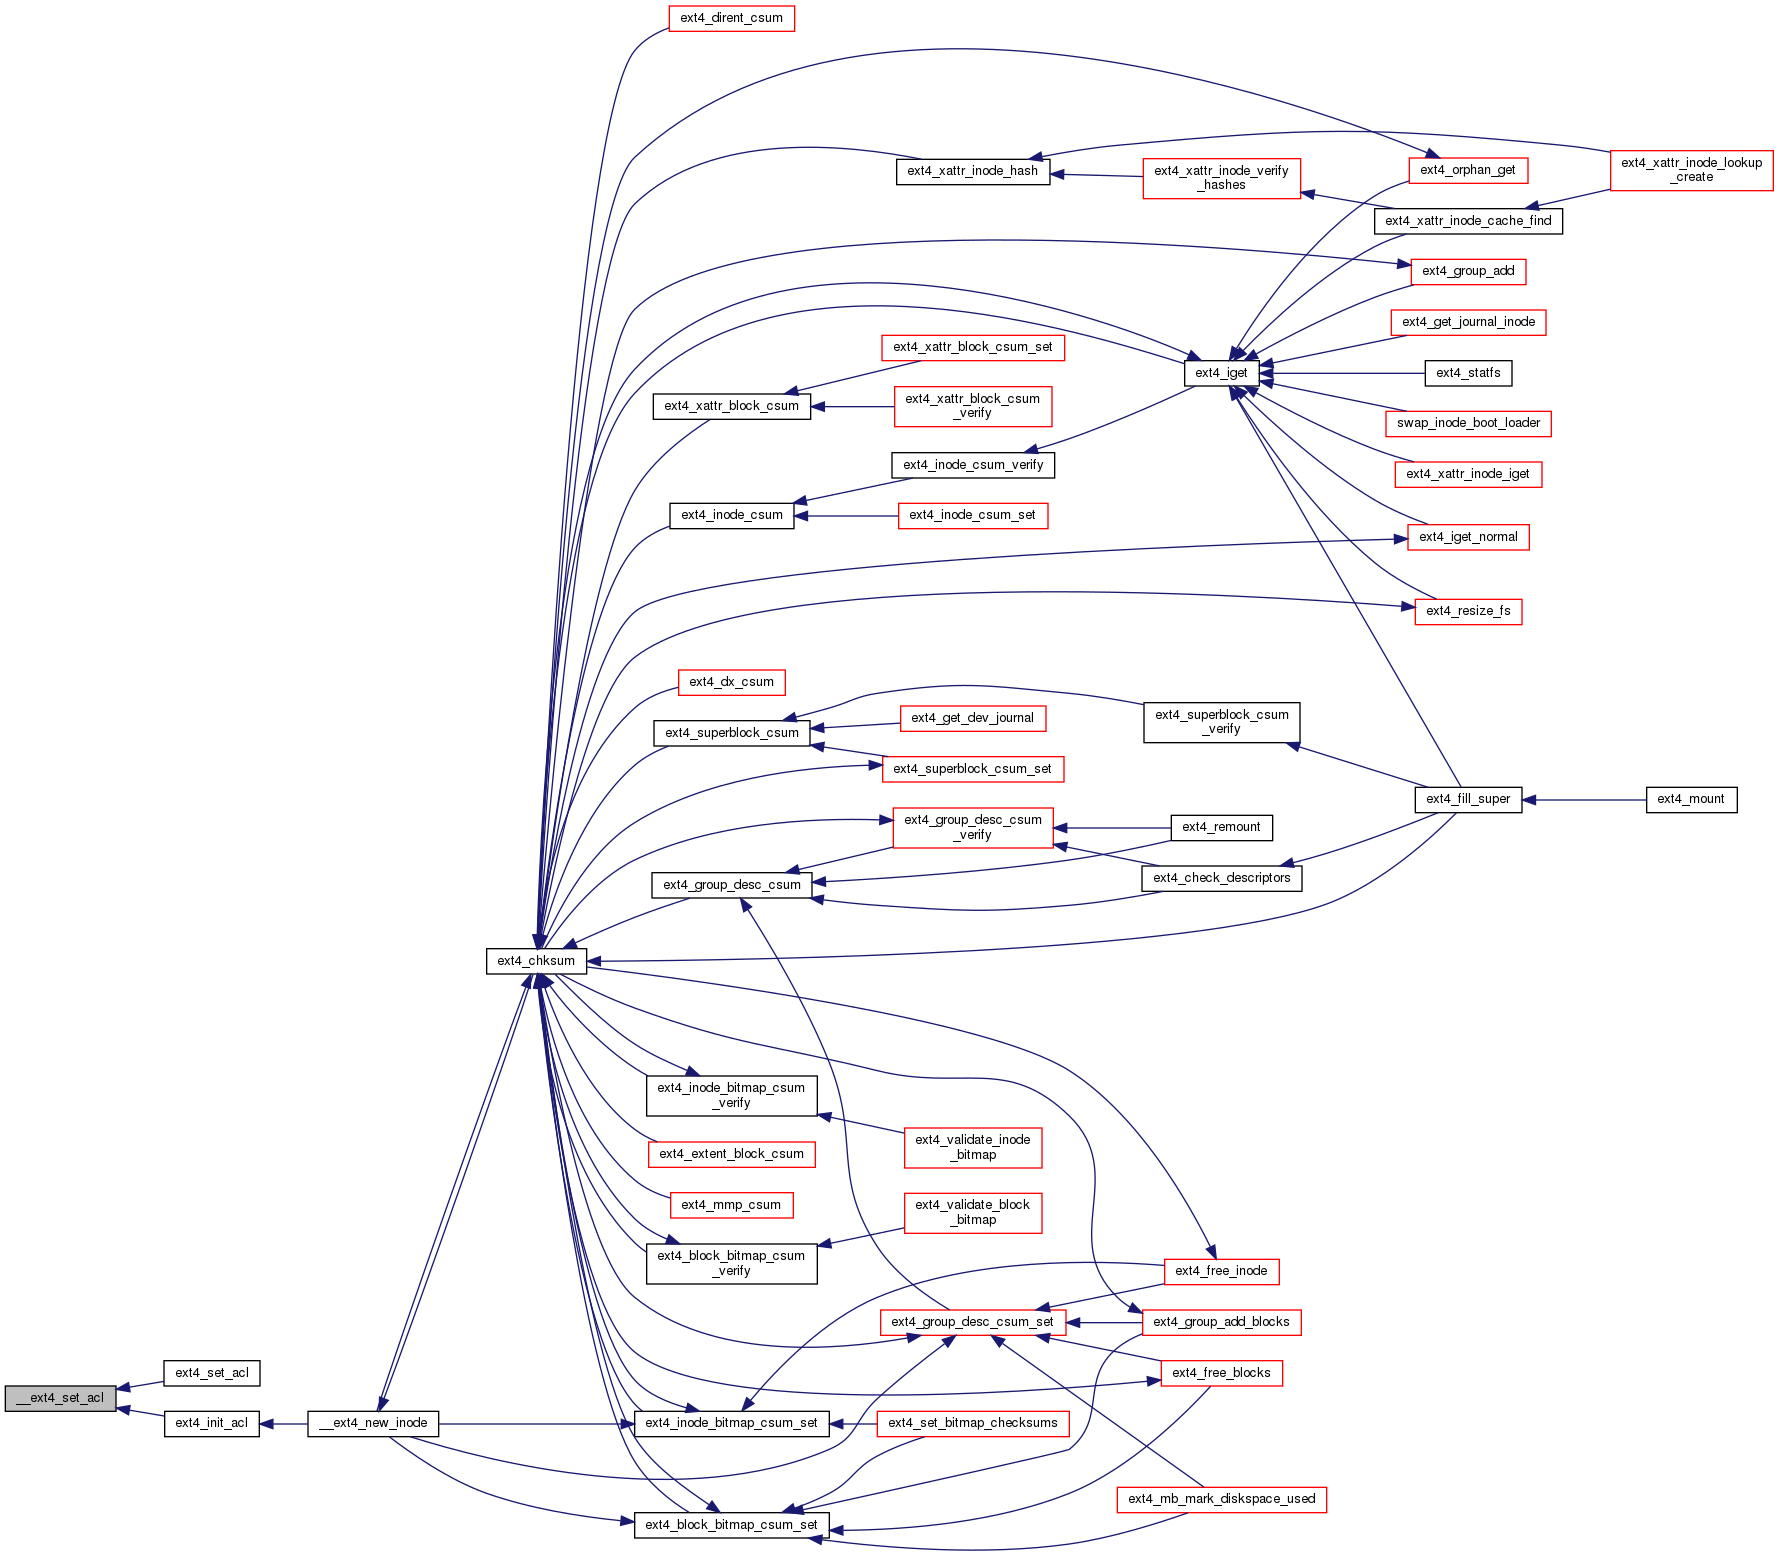 ext4_dirent_csum
ext4_xattr_inode_hash
ext4_xattr_inode_verify
_hashes
ext4_orphan_get
ext4_xattr_inode_lookup
_create
ext4_xattr_inode_cache_find
ext4_group_add
ext4_get_journal_inode
ext4_xattr_block_csum_set
ext4_iget
ext4_statfs
ext4_xattr_block_csum
ext4_xattr_block_csum
_verify
swap_inode_boot_loader
ext4_inode_csum_verify
ext4_xattr_inode_iget
ext4_inode_csum
ext4_inode_csum_set
ext4_iget_normal
ext4_resize_fs
ext4_dx_csum
ext4_superblock_csum
ext4_get_dev_journal
ext4_superblock_csum
_verify
ext4_superblock_csum_set
ext4_fill_super
ext4_mount
ext4_group_desc_csum
_verify
ext4_remount
ext4_group_desc_csum
ext4_check_descriptors
ext4_chksum
ext4_inode_bitmap_csum
_verify
ext4_validate_inode
_bitmap
ext4_extent_block_csum
ext4_mmp_csum
ext4_validate_block
_bitmap
ext4_block_bitmap_csum
_verify
ext4_free_inode
ext4_group_desc_csum_set
ext4_group_add_blocks
ext4_free_blocks
ext4_set_acl
__ext4_set_acl
ext4_init_acl
__ext4_new_inode
ext4_inode_bitmap_csum_set
ext4_set_bitmap_checksums
ext4_mb_mark_diskspace_used
ext4_block_bitmap_csum_set